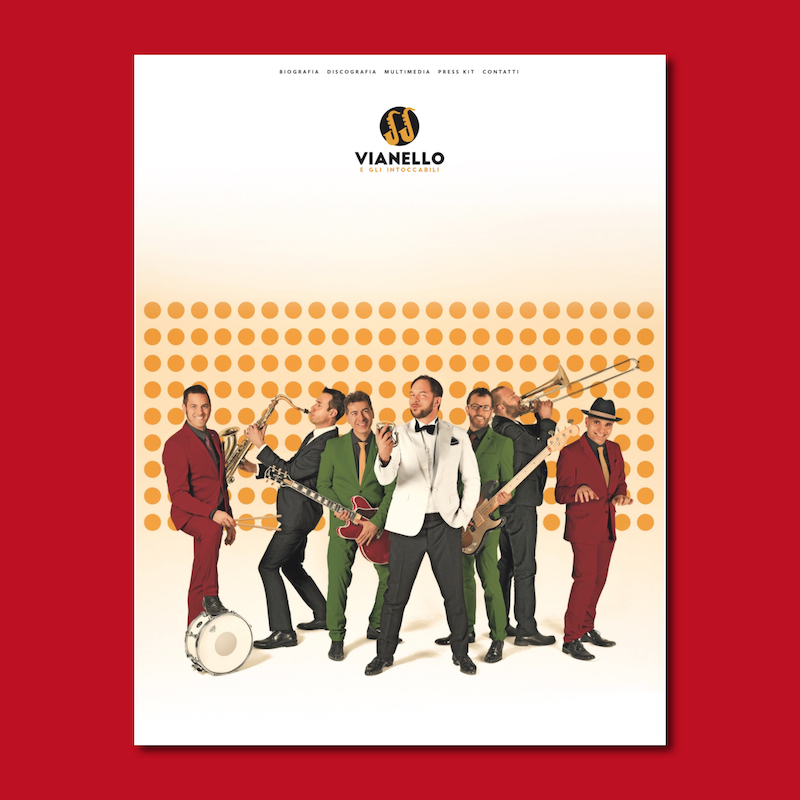 BIOGRAFIA DISCOGRAFIA MULTIMEDIA PRESS KIT CONTATTI
VIANELLO
E GLI INTOCCABILI